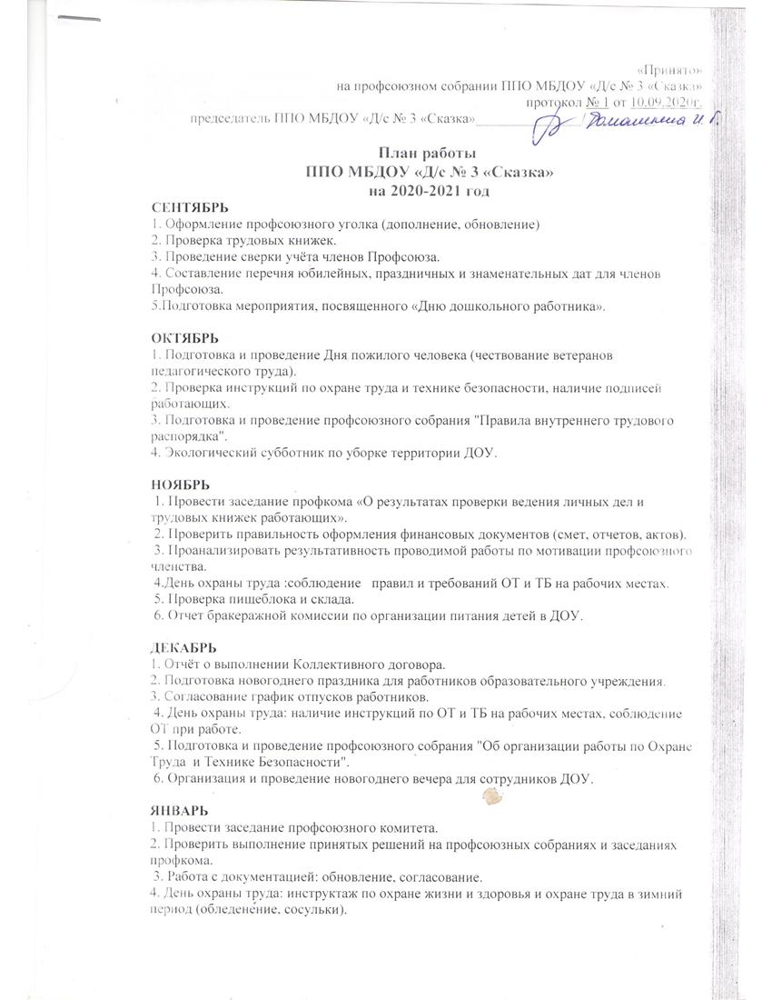 «Принято»
на профсоюзном собрании ППО МБДОУ «Д/с № 3 «Сказка»
протокол № 1 от 10.09.2020г.
председатель ППО МБДОУ «Д/с № 3 «Сказка»_______________/ Домашкина И. Г.
План работы
ППО МБДОУ «Д/с № 3 «Сказка»
на 2020-2021 год
СЕНТЯБРЬ
1. Оформление профсоюзного уголка (дополнение, обновление)
2. Проверка трудовых книжек.
3. Проведение сверки учёта членов Профсоюза.
4. Составление перечня юбилейных, праздничных и знаменательных дат для членов
Профсоюза.
5.Подготовка мероприятия, посвященного «Дню дошкольного работника».
ОКТЯБРЬ
1. Подготовка и проведение Дня пожилого человека (чествование ветеранов
педагогического труда).
2. Проверка инструкций по охране труда и технике безопасности, наличие подписей
работающих.
3. Подготовка и проведение профсоюзного собрания "Правила внутреннего трудового
распорядка".
4. Экологический субботник по уборке территории ДОУ.
НОЯБРЬ
1. Провести заседание профкома «О результатах проверки ведения личных дел и
трудовых книжек работающих».
2. Проверить правильность оформления финансовых документов (смет, отчетов, актов).
3. Проанализировать результативность проводимой работы по мотивации профсоюзного
членства.
4.День охраны труда :соблюдение правил и требований ОТ и ТБ на рабочих местах.
5. Проверка пищеблока и склада.
6. Отчет бракеражной комиссии по организации питания детей в ДОУ.
ДЕКАБРЬ
1. Отчёт о выполнении Коллективного договора.
2. Подготовка новогоднего праздника для работников образовательного учреждения.
3. Согласование график отпусков работников.
4. День охраны труда: наличие инструкций по ОТ и ТБ на рабочих местах, соблюдение
ОТ при работе.
5. Подготовка и проведение профсоюзного собрания "Об организации работы по Охране
Труда и Технике Безопасности".
6. Организация и проведение новогоднего вечера для сотрудников ДОУ.
ЯНВАРЬ
1. Провести заседание профсоюзного комитета.
2. Проверить выполнение принятых решений на профсоюзных собраниях и заседаниях
профкома.
3. Работа с документацией: обновление, согласование.
4. День охраны труда: инструктаж по охране жизни и здоровья и охране труда в зимний
период (обледенение, сосульки).